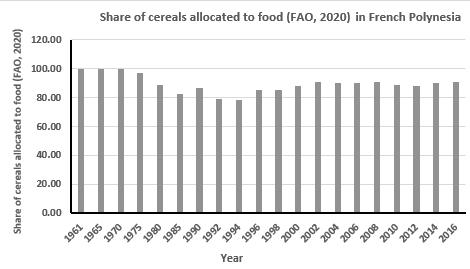 Share of cereals allocated to food (FAO, 2020) in French Polynesia
Share of cereals allocated to food (FAO, 2020)
120.00
100.00
80.00
60.00
40.00
20.00
0.00
1961 1965 1970 1975 1980 1985 1990 1992 1994 1996 1998 2000 2002 2004 2006 2008 2010 2012 2014 2016
Year